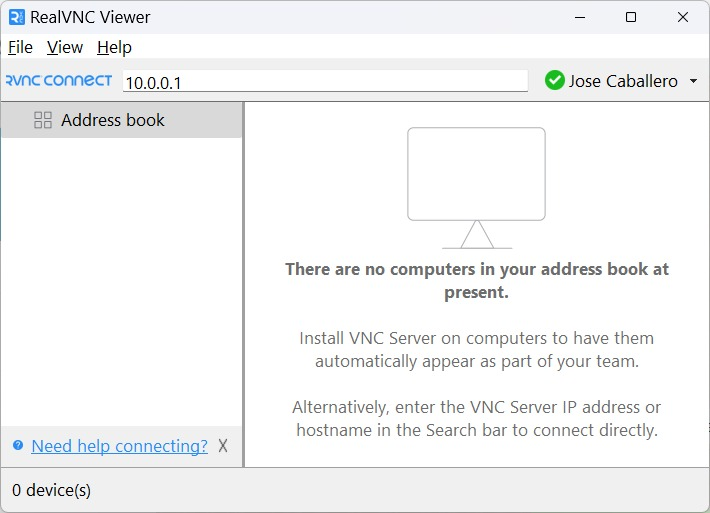 RealVNC Viewer
File View Help
RVNC CONNECT 10.0.0.1 Jose Caballero
Address book
There are no computers in your address book at
present.
Install VNC Server on computers to have them
automatically appear as part of your team.
Alternatively, enter the VNC Server IP address or
hostname in the Search bar to connect directly.
? Need help connecting? X
0 device(s)